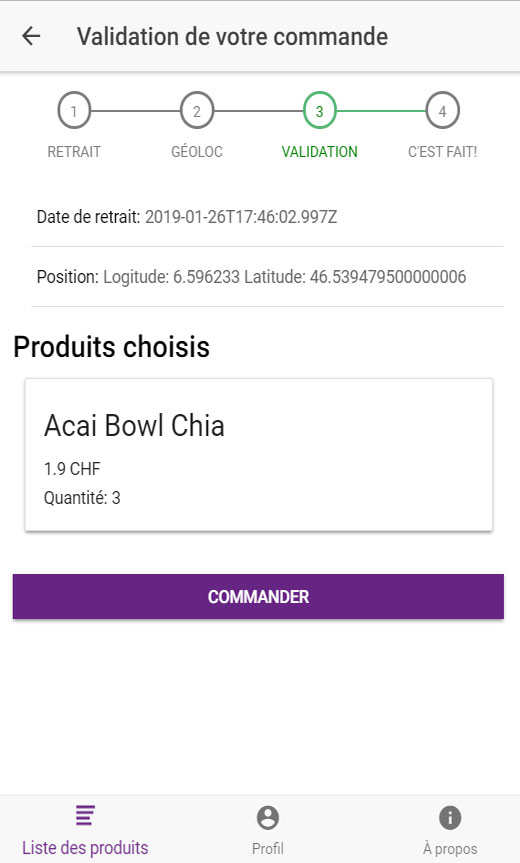 Validation de votre commande
1 2 3 4
RETRAIT GÉOLOC VALIDATION C'EST FAIT!
Date de retrait: 2019-01-26T17:46:02.997Z
Position: Logitude: 6.596233 Latitude: 46.539479500000006
Produits choisis
Acai Bowl Chia
1.9 CHF
Quantité: 3
COMMANDER
Liste des produits Profil À propos